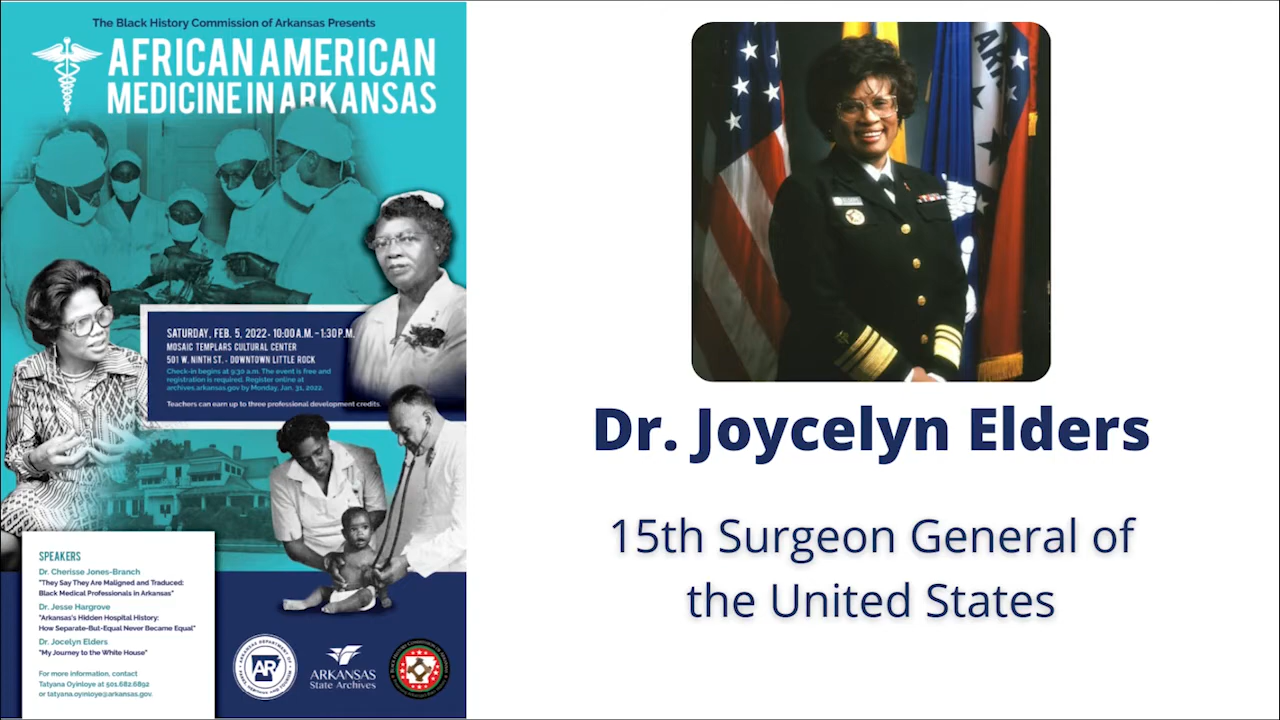 The Black History Commission of Arkansas Presents
AFRICAN AMERICAN
MEDICINE IN ARKANSAS
SATURDAY, FEB. 5, 2022 - 10:00 A.M. - 1:30 P.M.
MOSAIC TEMPLARS CULTURAL CENTER
501 W. NINTH ST. - DOWNTOWN LITTLE ROCK
Check-in begins at 9:30 a.m. The event is free and
registration is required. Register online at
archives.arkansas.gov by Monday, Jan. 31, 2022.
Teachers can earn up to three professional development credits.
SPEAKERS
Dr. Cherisse Jones-Branch
"They Say They Are Maligned and Traduced:
Black Medical Professionals in Arkansas"
Dr. Jesse Hargrove
"Arkansas's Hidden Hospital History:
How Separate-But-Equal Never Became Equal"
Dr. Jocelyn Elders
"My Journey to the White House"
For more information, contact
Tatyana Oyinloye at 501.682.6892
or tatyana.oyinloye@arkansas.gov
AR
ARKANSAS
State Archives
ARK
Dr. Joycelyn Elders
15th Surgeon General of
the United States